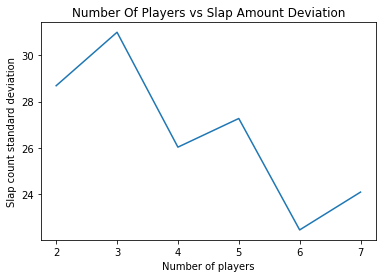 Number Of Players vs Slap Amount Deviation
Slap count standard deviation
30
28
26
24
2 3 4 5 6 7
Number of players